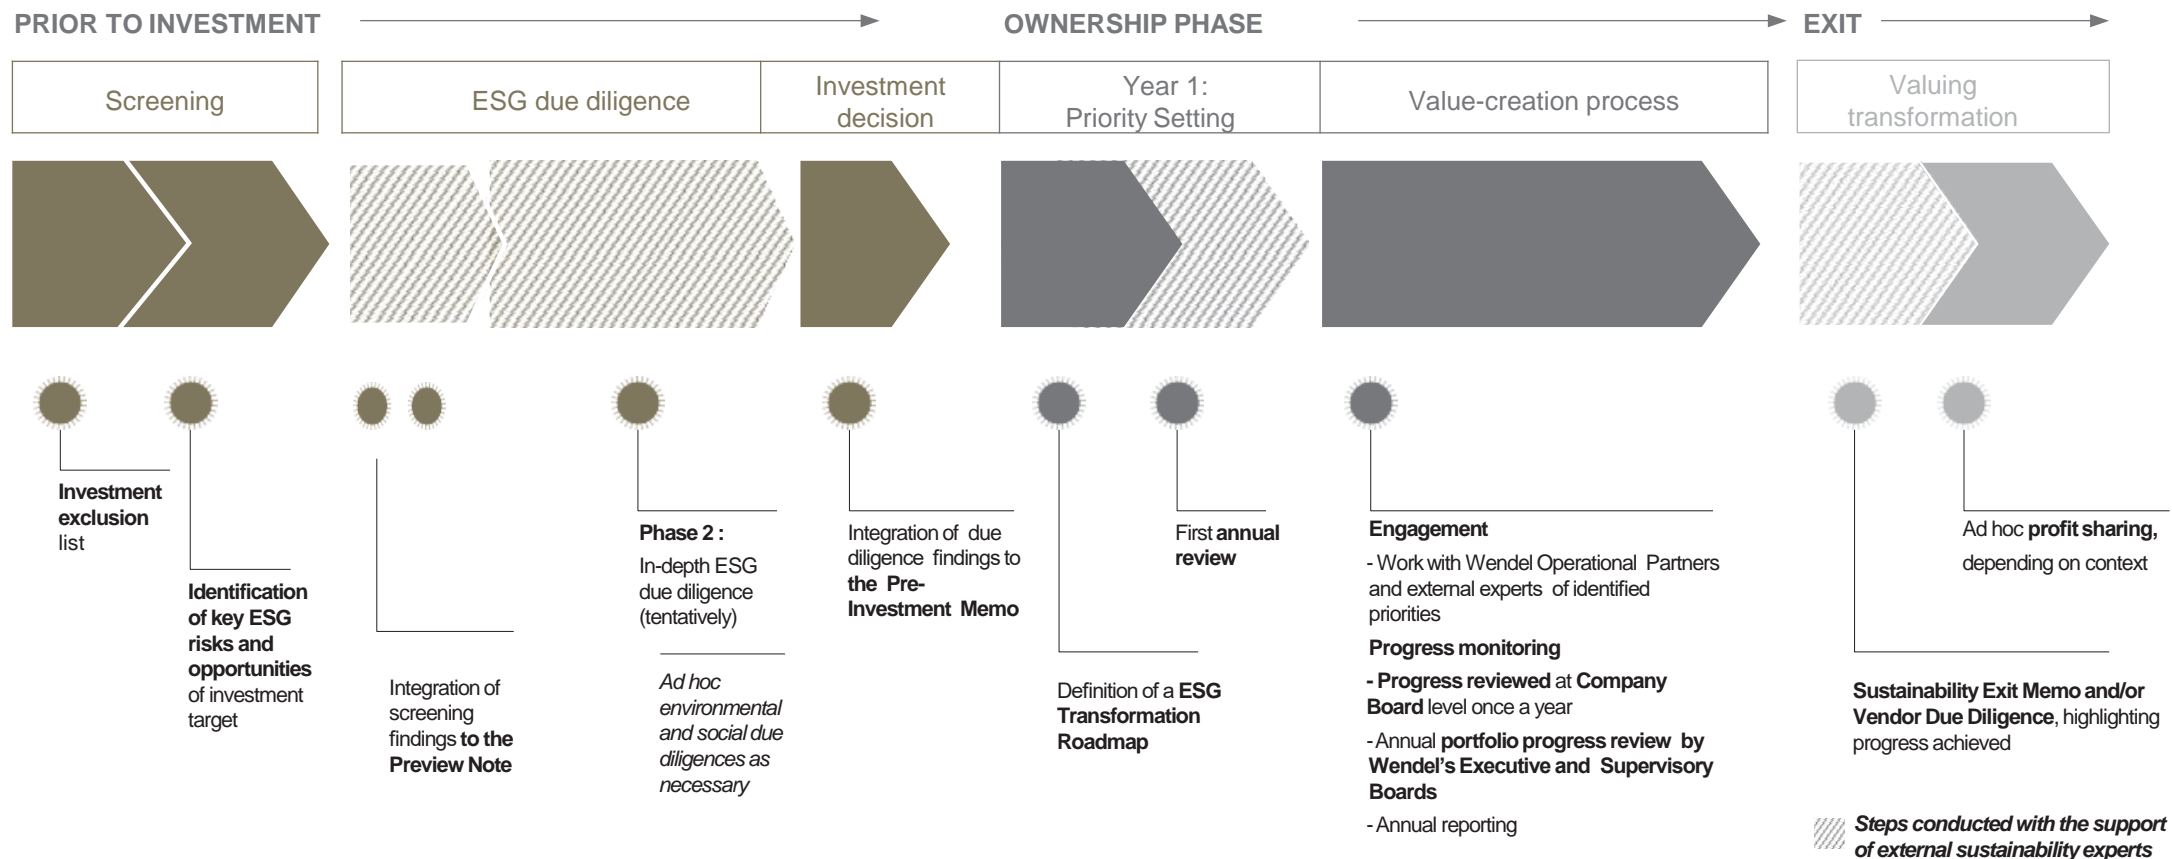 PRIOR TO INVESTMENT
OWNERSHIP PHASE
EXIT
Screening
ESG due diligence
Investment
decision
Year 1:
Priority Setting
Value-creation process
Valuing
transformation
Investment
exclusion
list
Identification
of key ESG
risks and
opportunities
of investment
target
Integration of
screening
findings to the
Preview Note
Phase 2 :
In-depth ESG
due diligence
(tentatively)
Ad hoc
environmental
and social due
diligences as
necessary
Integration of due
diligence findings to
the Pre-
Investment Memo
Definition of a ESG
Transformation
Roadmap
First annual
review
Engagement
- Work with Wendel Operational Partners
and external experts of identified
priorities
Progress monitoring
- Progress reviewed at Company
Board level once a year
- Annual portfolio progress review by
Wendel's Executive and Supervisory
Boards
- Annual reporting
Sustainability Exit Memo and/or
Vendor Due Diligence, highlighting
progress achieved
Ad hoc profit sharing,
depending on context
Steps conducted with the support
of external sustainability experts